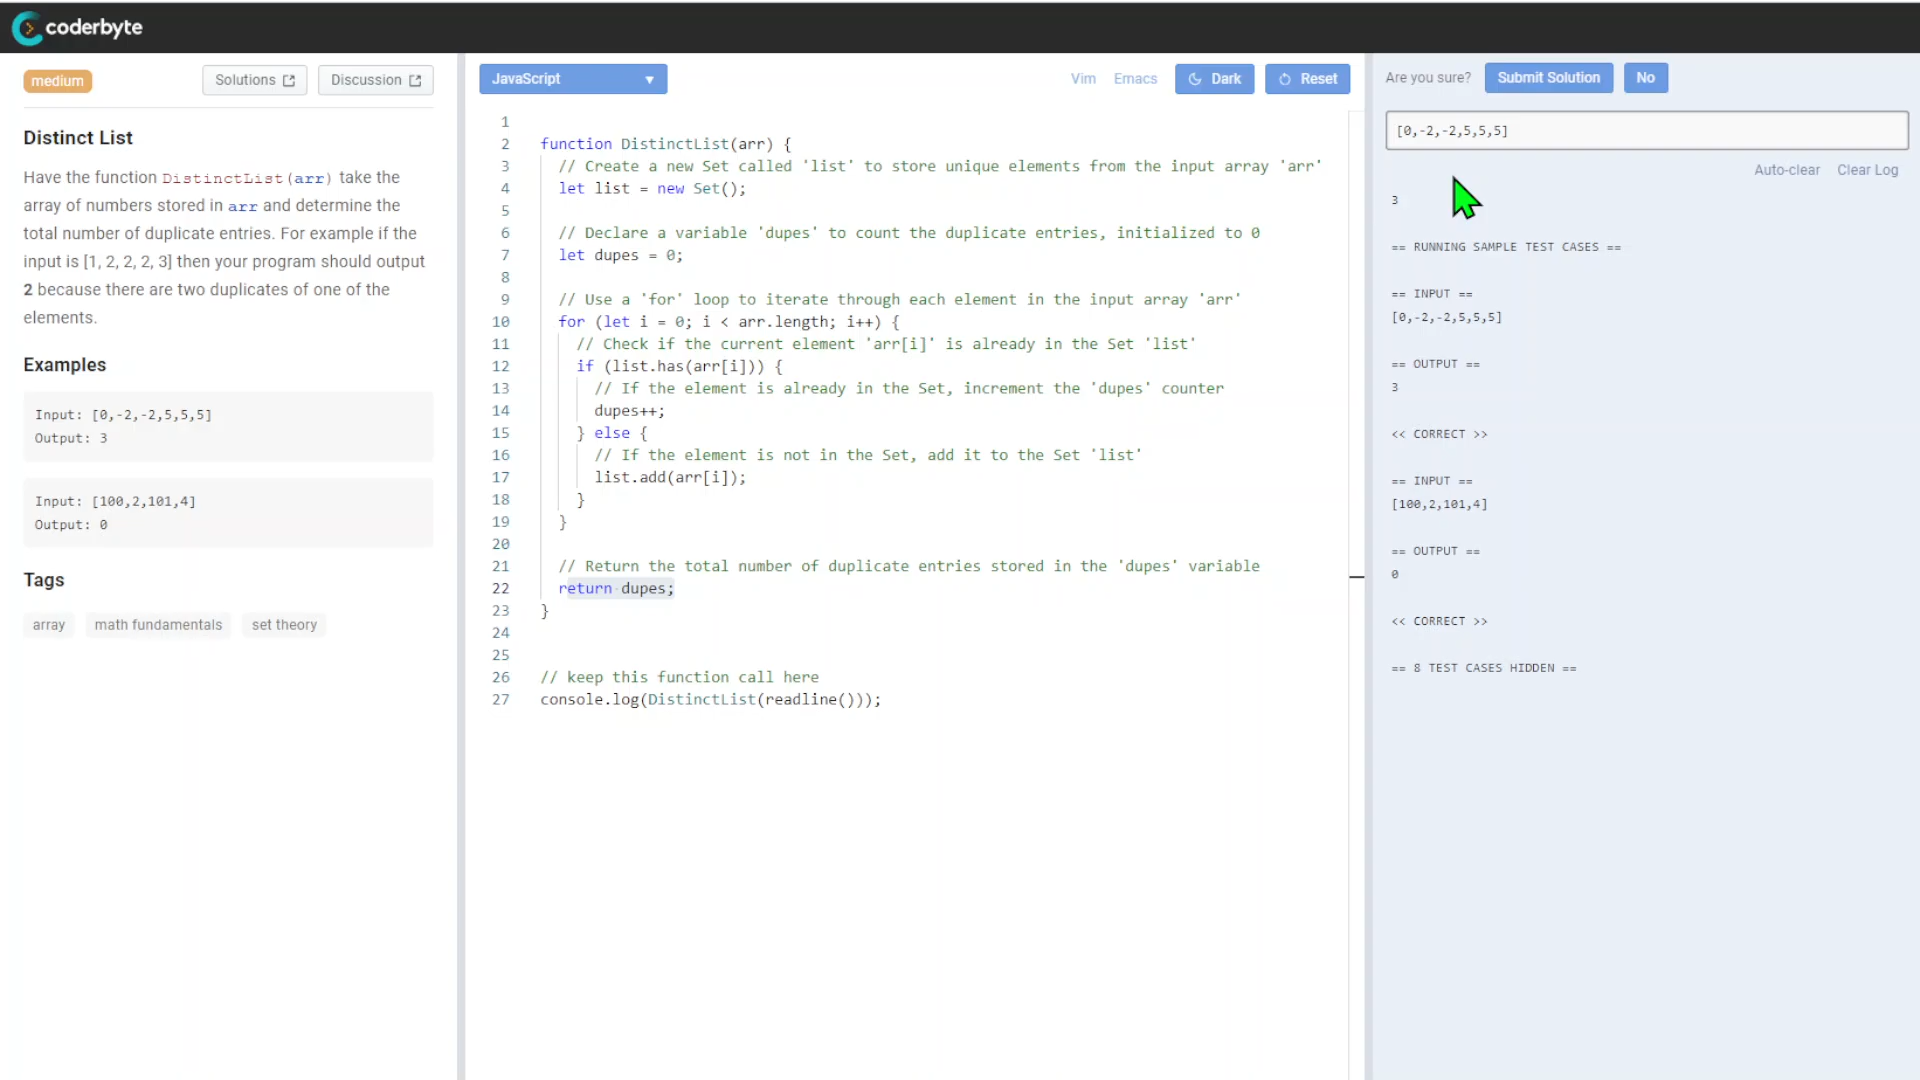 coderbyte
medium
Solutions
Discussion
Distinct List
Have the function DistinctList(arr) take the
array of numbers stored in arr and determine the
total number of duplicate entries. For example if the
input is [1, 2, 2, 2, 3] then your program should output
2 because there are two duplicates of one of the
elements.
Examples
Input: [0,-2,-2,5,5,5]
Output: 3
Input: [100,2,101,4]
Output: 0
Tags
array math fundamentals set theory
JavaScript
Vim Emacs Dark Reset
1
2 function DistinctList(arr) {
3 // Create a new Set called 'list' to store unique elements from the input array 'arr'
4 let list = new Set();
5
6 // Declare a variable 'dupes' to count the duplicate entries, initialized to 0
7 let dupes = 0;
8
9 // Use a 'for' loop to iterate through each element in the input array 'arr'
10 for (let i = 0; i < arr.length; i++) {
11 // Check if the current element 'arr[i]' is already in the Set 'list'
12 if (list.has(arr[i])) {
13 // If the element is already in the Set, increment the 'dupes' counter
14 dupes++;
15 } else {
16 // If the element is not in the Set, add it to the Set 'list'
17 list.add(arr[i]);
18 }
19 }
20
21 // Return the total number of duplicate entries stored in the 'dupes' variable
22 return dupes;
23 }
24
25
26 // keep this function call here
27 console.log(DistinctList(readline()));
Are you sure? Submit Solution No
[0,-2,-2,5,5,5]
Auto-clear Clear Log
3
== RUNNING SAMPLE TEST CASES ==
== INPUT ==
[0,-2,-2,5,5,5]
== OUTPUT ==
3
<< CORRECT >>
== INPUT ==
[100,2,101,4]
== OUTPUT ==
0
<< CORRECT >>
== 8 TEST CASES HIDDEN ==